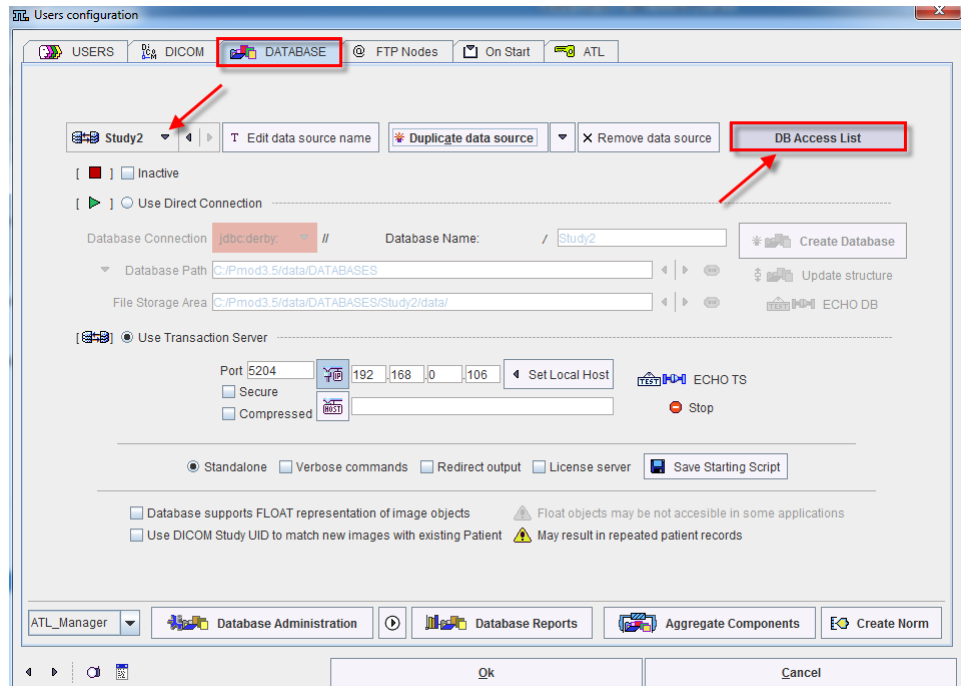 Users configuration
USERS DICOM DATABASE @ FTP Nodes On Start ATL
Study2 T Edit data source name Duplicate data source Remove data source DB Access List
[ ] Inactive
[ ] Use Direct Connection
Database Connection jdbc:derby: // Database Name: / Study2 Create Database
Database Path C:/Pmod3.5/data/DATABASES Update structure
File Storage Area C:/Pmod3.5/data/DATABASES/Study2/data/ ECHO DB
[ ] Use Transaction Server
Port 5204 IP 192 .168 .0 .106 Set Local Host TEST ECHO TS
Secure
Compressed HOST Stop
Standalone Verbose commands Redirect output License server Save Starting Script
Database supports FLOAT representation of image objects Float objects may be not accesible in some applications
Use DICOM Study UID to match new images with existing Patient May result in repeated patient records
ATL_Manager Database Administration Database Reports Aggregate Components Create Norm
Ok Cancel